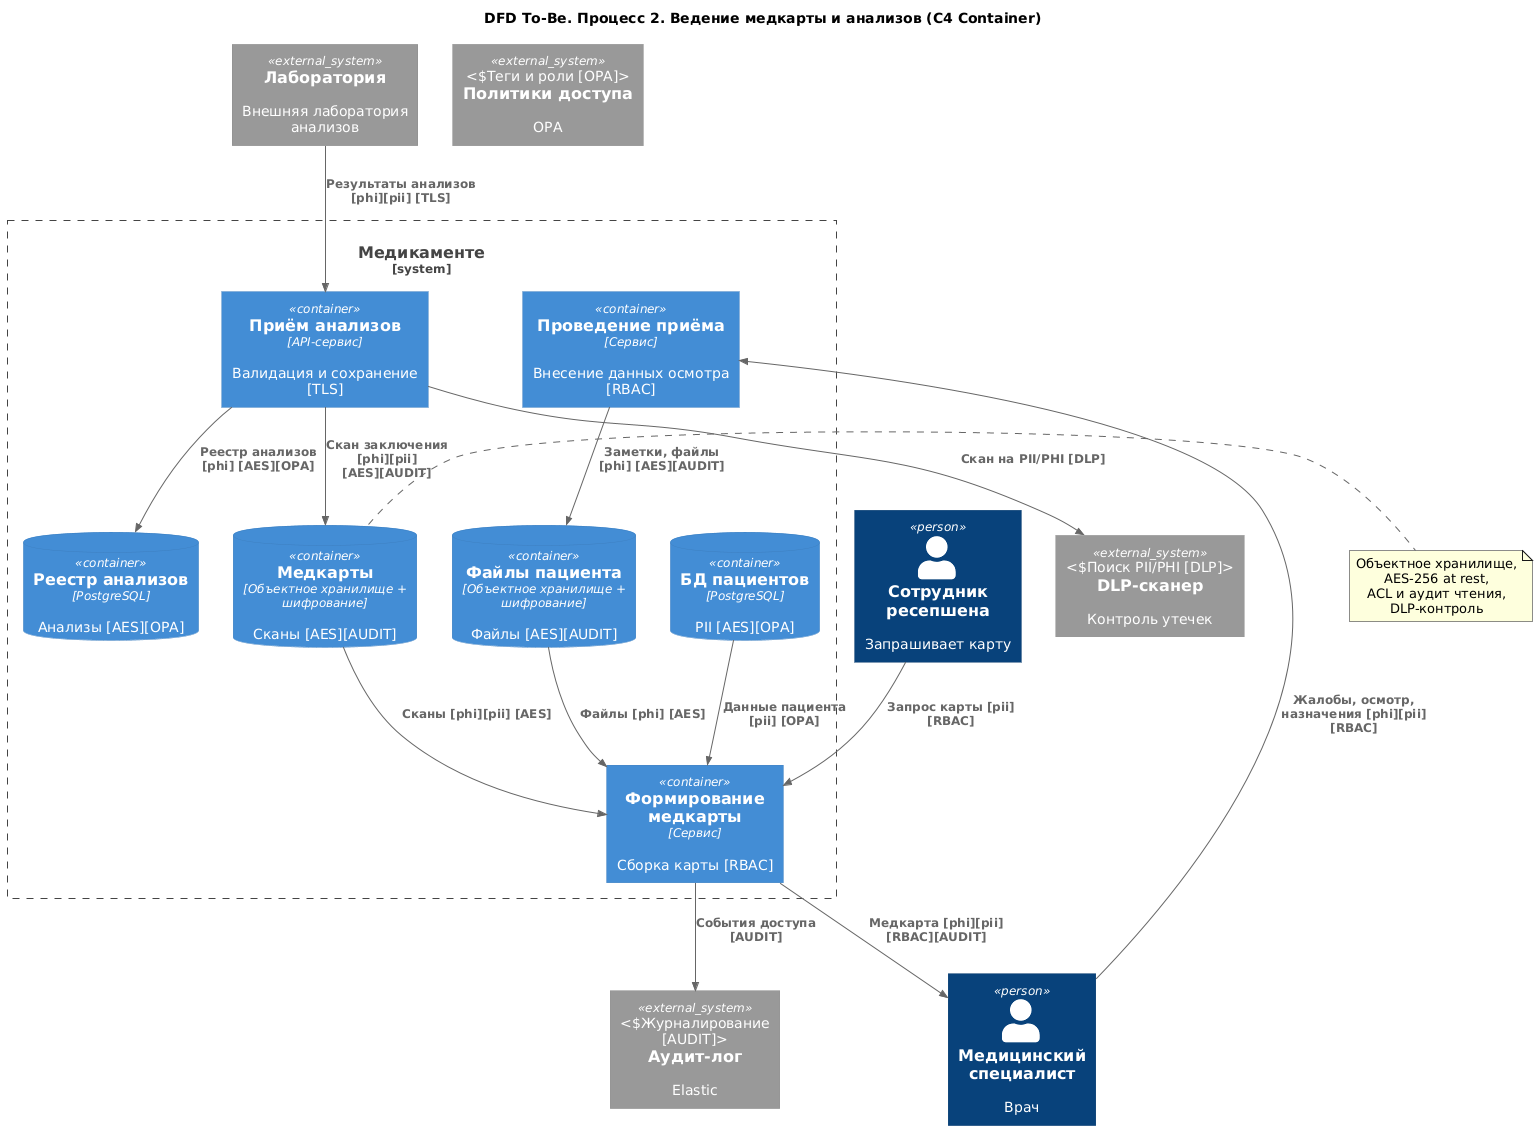 DFD To-Be. Процесс 2. Ведение медкарты и анализов (C4 Container)
«external_system»
Лаборатория
Внешняя лаборатория
анализов
«external_system»
<$Теги и роли [OPA]>
Политики доступа
OPA
Результаты анализов
[phi][pii] [TLS]
Медикаменте
[system]
«container»
Приём анализов
[API-сервис]
Валидация и сохранение
[TLS]
«container»
Проведение приёма
[Сервис]
Внесение данных осмотра
[RBAC]
Реестр анализов
[phi] [AES][OPA]
Скан заключения
[phi][pii]
[AES][AUDIT]
Заметки, файлы
[phi] [AES][AUDIT]
Скан на PII/PHI [DLP]
«container»
Реестр анализов
[PostgreSQL]
Анализы [AES][OPA]
«container»
Медкарты
[Объектное хранилище +
шифрование]
Сканы [AES][AUDIT]
«container»
Файлы пациента
[Объектное хранилище +
шифрование]
Файлы [AES][AUDIT]
«container»
БД пациентов
[PostgreSQL]
PII [AES][OPA]
«person»
Сотрудник
ресепшена
Запрашивает карту
«external_system»
<$Поиск PII/PHI [DLP]>
DLP-сканер
Контроль утечек
Объектное хранилище,
AES-256 at rest,
ACL и аудит чтения,
DLP-контроль
Сканы [phi][pii] [AES]
Файлы [phi] [AES]
Данные пациента
[pii] [OPA]
Запрос карты [pii]
[RBAC]
Жалобы, осмотр,
назначения [phi][pii]
[RBAC]
«container»
Формирование
медкарты
[Сервис]
Сборка карты [RBAC]
События доступа
[AUDIT]
Медкарта [phi][pii]
[RBAC][AUDIT]
«external_system»
<$Журналирование
[AUDIT]>
Аудит-лог
Elastic
«person»
Медицинский
специалист
Врач